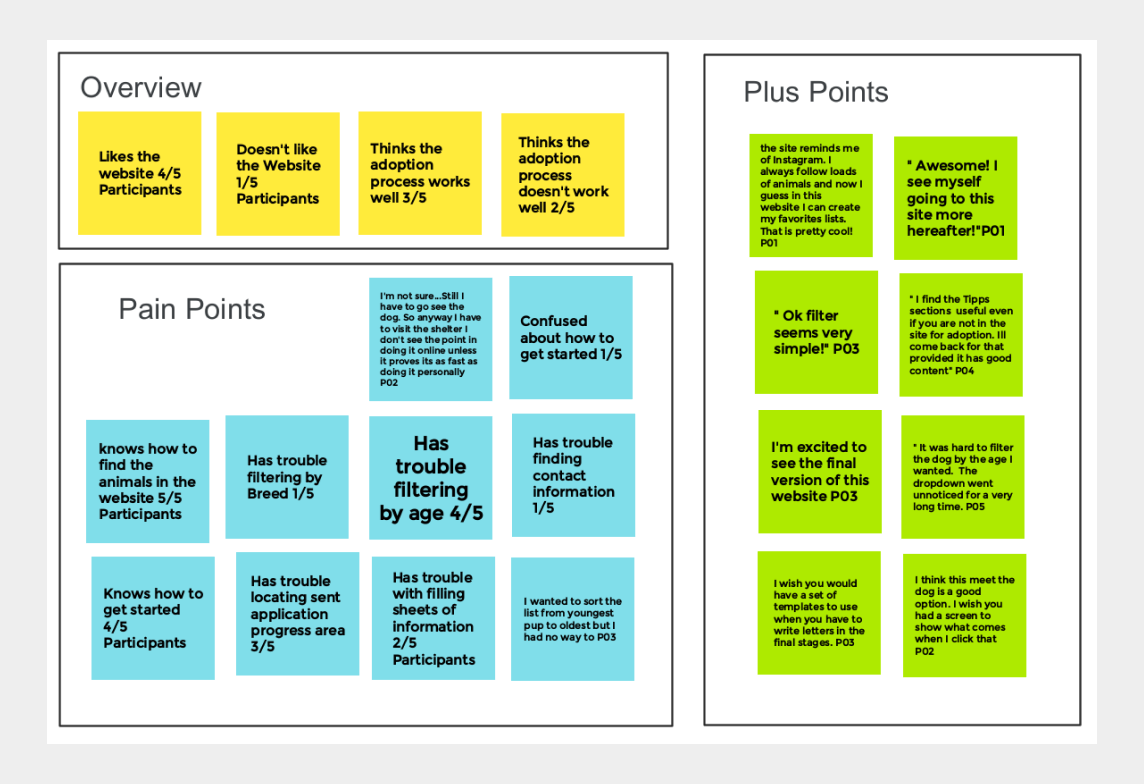 Overview
Likes the
website 4/5
Participants
Doesn't like
the Website
1/5
Participants
Thinks the
adoption
process works
well 3/5
Thinks the
adoption
process
doesn't work
well 2/5
Pain Points
I'm not sure...Still I
have to go see the
dog. So anyway I have
to visit the shelter I
don't see the point in
doing it online unless
it proves its as fast as
doing it personally
P02
Confused
about how to
get started 1/5
knows how to
find the
animals in the
website 5/5
Participants
Has trouble
filtering by
Breed 1/5
Has
trouble
filtering
by age 4/5
Has trouble
finding
contact
information
1/5
Knows how to
get started
4/5
Participants
Has trouble
locating sent
application
progress area
3/5
Has trouble
with filling
sheets of
information
2/5
Participants
I wanted to sort the
list from youngest
pup to oldest but I
had no way to P03
Plus Points
the site reminds me
of Instagram. I
always follow loads
of animals and now I
guess in this
website I can create
my favorites lists.
That is pretty cool!
P01
" Awesome! I
see myself
going to this
site more
hereafter!"P01
" Ok filter
seems very
simple!" P03
" I find the Tipps
sections useful even
if you are not in the
site for adoption. Ill
come back for that
provided it has good
content" P04
I'm excited to
see the final
version of this
website P03
" It was hard to filter
the dog by the age I
wanted. The
dropdown went
unnoticed for a very
long time. P05
I wish you would
have a set of
templates to use
when you have to
write letters in the
final stages. P03
I think this meet the
dog is a good
option. I wish you
had a screen to
show what comes
when I click that
P02